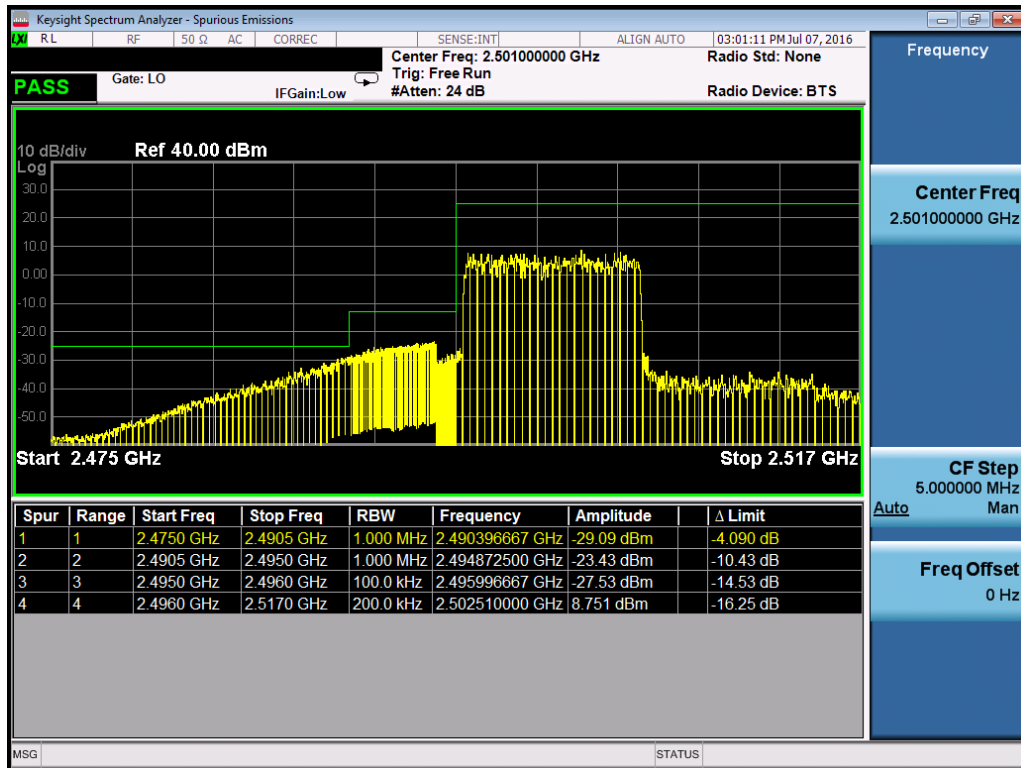 Keysight Spectrum Analyzer - Spurious Emissions
LXI RL RF 50 Ω AC CORREC SENSE:INT ALIGN AUTO 03:01:11 PM Jul 07, 2016
Center Freq: 2.501000000 GHz Radio Std: None
Trig: Free Run
PASS Gate: LO IFGain:Low #Atten: 24 dB Radio Device: BTS
10 dB/div Ref 40.00 dBm
Log
30.0
20.0
10.0
0.00
-10.0
-20.0
-30.0
-40.0
-50.0
Start 2.475 GHz Stop 2.517 GHz
Spur Range Start Freq Stop Freq RBW Frequency Amplitude Δ Limit
1 1 2.4750 GHz 2.4905 GHz 1.000 MHz 2.490396667 GHz -29.09 dBm -4.090 dB
2 2 2.4905 GHz 2.4950 GHz 1.000 MHz 2.494872500 GHz -23.43 dBm -10.43 dB
3 3 2.4950 GHz 2.4960 GHz 100.0 kHz 2.495996667 GHz -27.53 dBm -14.53 dB
4 4 2.4960 GHz 2.5170 GHz 200.0 kHz 2.502510000 GHz 8.751 dBm -16.25 dB
Frequency
Center Freq
2.501000000 GHz
CF Step
5.000000 MHz
Auto Man
Freq Offset
0 Hz
MSG STATUS